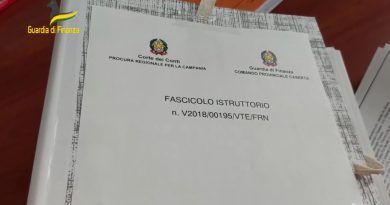 Guardia di Finanza
Corte dei Conti
PROCURA REGIONALE PER LA CAMPANIA
Guardia di Finanza
COMANDO PROVINCIALE CASERTA
FASCICOLO ISTRUTTORIO
n. V2018/00195/VTE/FRN